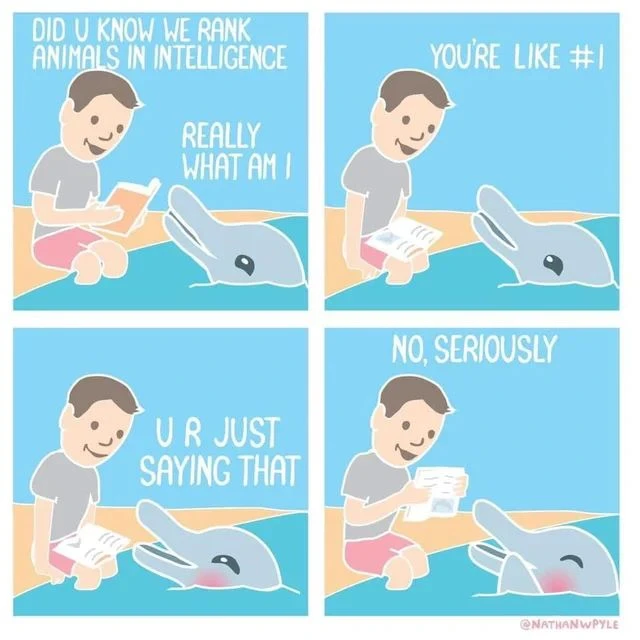 DID U KNOW WE RANK
ANIMALS IN INTELLIGENCE
REALLY
WHAT AM I
YOU'RE LIKE #1
U R JUST
SAYING THAT
NO, SERIOUSLY
@NATHANWPYLE